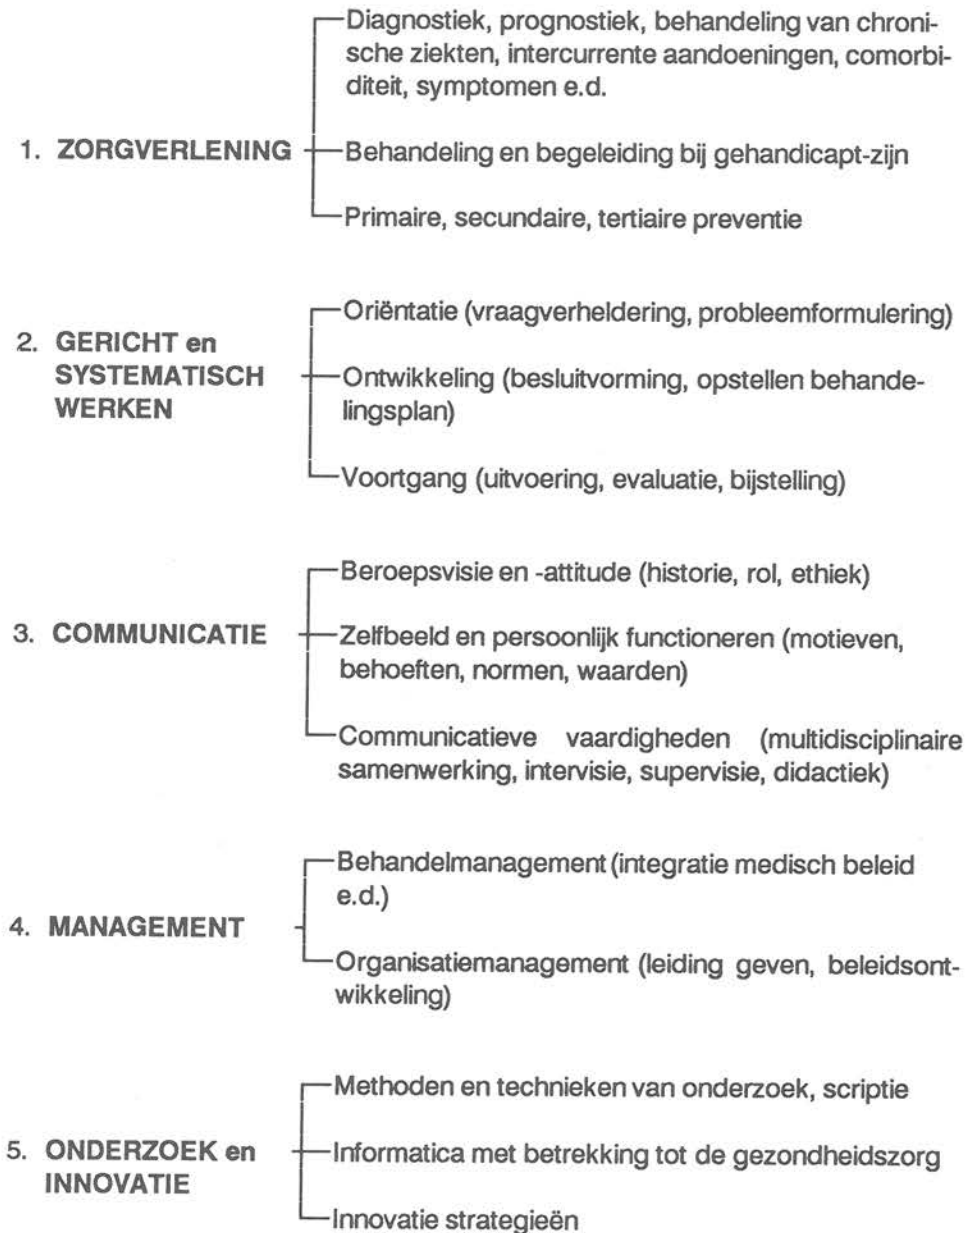 Diagnostiek, prognostiek, behandeling van chroni-
sche ziekten, intercurrente aandoeningen, comorbi-
diteit, symptomen e.d.
1. ZORGVERLENING
Behandeling en begeleiding bij gehandicapt-zijn
Primaire, secundaire, tertiaire preventie
2. GERICHT en
SYSTEMATISCH
WERKEN
Oriëntatie (vraagverheldering, probleemformulering)
Ontwikkeling (besluitvorming, opstellen behande-
lingsplan)
Voortgang (uitvoering, evaluatie, bijstelling)
3. COMMUNICATIE
Beroepsvisie en -attitude (historie, rol, ethiek)
Zelfbeeld en persoonlijk functioneren (motieven,
behoeften, normen, waarden)
Communicatieve vaardigheden (multidisciplinaire
samenwerking, intervisie, supervisie, didactiek)
4. MANAGEMENT
Behandelmanagement (integratie medisch beleid
e.d.)
Organisatiemanagement (leiding geven, beleidsont-
wikkeling)
5. ONDERZOEK en
INNOVATIE
Methoden en technieken van onderzoek, scriptie
Informatica met betrekking tot de gezondheidszorg
Innovatie strategieën